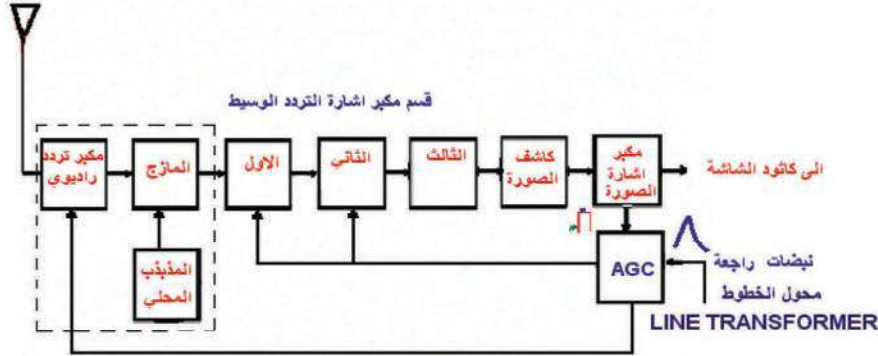 قسم مكبر اشارة التردد الوسيط
مكبر تردد
راديوي
المازج
الاول
الثاني
الثالث
كاشف
الصورة
مكبر
اشارة
الصورة
الى كاثود الشاشة
المذبذب
المحلي
AGC
نبضات راجعة
محول الخطوط
LINE TRANSFORMER